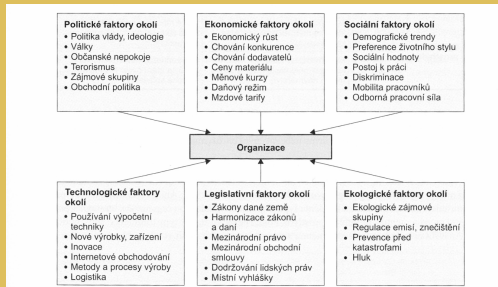 Politické faktory okolí
• Politika vlády, ideologie
• Války
• Občanské nepokoje
• Terorismus
• Zájmové skupiny
• Obchodní politika
Ekonomické faktory okolí
• Ekonomický růst
• Chování konkurence
• Chování dodavatelů
• Ceny materiálu
• Měnové kurzy
• Daňový režim
• Mzdové tarify
Sociální faktory okolí
• Demografické trendy
• Preference životního stylu
• Sociální hodnoty
• Postoj k práci
• Diskriminace
• Mobilita pracovníků
• Odborná pracovní síla
Organizace
Technologické faktory
okolí
• Používání výpočetní
techniky
• Nové výrobky, zařízení
• Inovace
• Internetové obchodování
• Metody a procesy výroby
• Logistika
Legislativní faktory okolí
• Zákony dané země
• Harmonizace zákonů
a daní
• Mezinárodní právo
• Mezinárodní obchodní
smlouvy
• Dodržování lidských práv
• Místní vyhlášky
Ekologické faktory okolí
• Ekologické zájmové
skupiny
• Regulace emisí, znečištění
• Prevence před
katastrofami
• Hluk